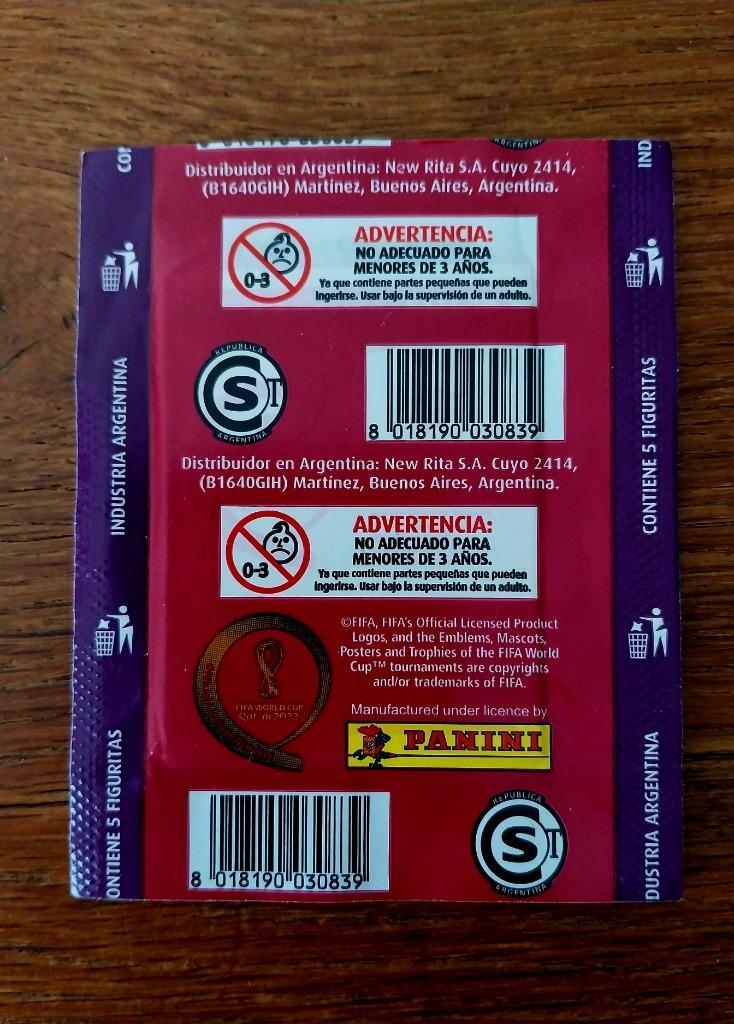 Distribuidor en Argentina: New Rita S.A. Cuyo 2414,
(B1640GIH) Martínez, Buenos Aires, Argentina.
0-3
ADVERTENCIA:
NO ADECUADO PARA
MENORES DE 3 AÑOS.
Ya que contiene partes pequeñas que pueden
ingerirse. Usar bajo la supervisión de un adulto.
REPUBLICA
CST
ARGENTINA
8 018190 030839
Distribuidor en Argentina: New Rita S.A. Cuyo 2414,
(B1640GIH) Martínez, Buenos Aires, Argentina.
0-3
ADVERTENCIA:
NO ADECUADO PARA
MENORES DE 3 AÑOS.
Ya que contiene partes pequeñas que pueden
ingerirse. Usar bajo la supervisión de un adulto.
FIFA WORLD CUP
Qatar2022
©FIFA, FIFA's Official Licensed Product
Logos, and the Emblems, Mascots,
Posters and Trophies of the FIFA World
Cup™ tournaments are copyrights
and/or trademarks of FIFA.
Manufactured under licence by
PANINI
8 018190 030839
REPUBLICA
CST
ARGENTINA
INDUSTRIA ARGENTINA
ONTIENE 5 FIGURITAS
IND
CONTIENE 5 FIGURITAS
DUSTRIA ARGENTINA